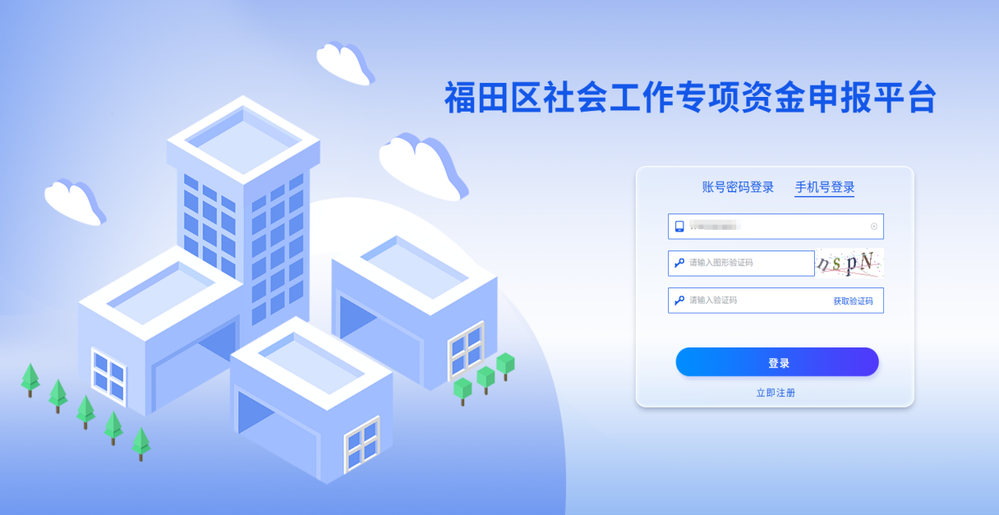 福田区社会工作专项资金申报平台
账号密码登录 手机号登录
请输入图形验证码 nspN
请输入验证码 获取验证码
登录
立即注册